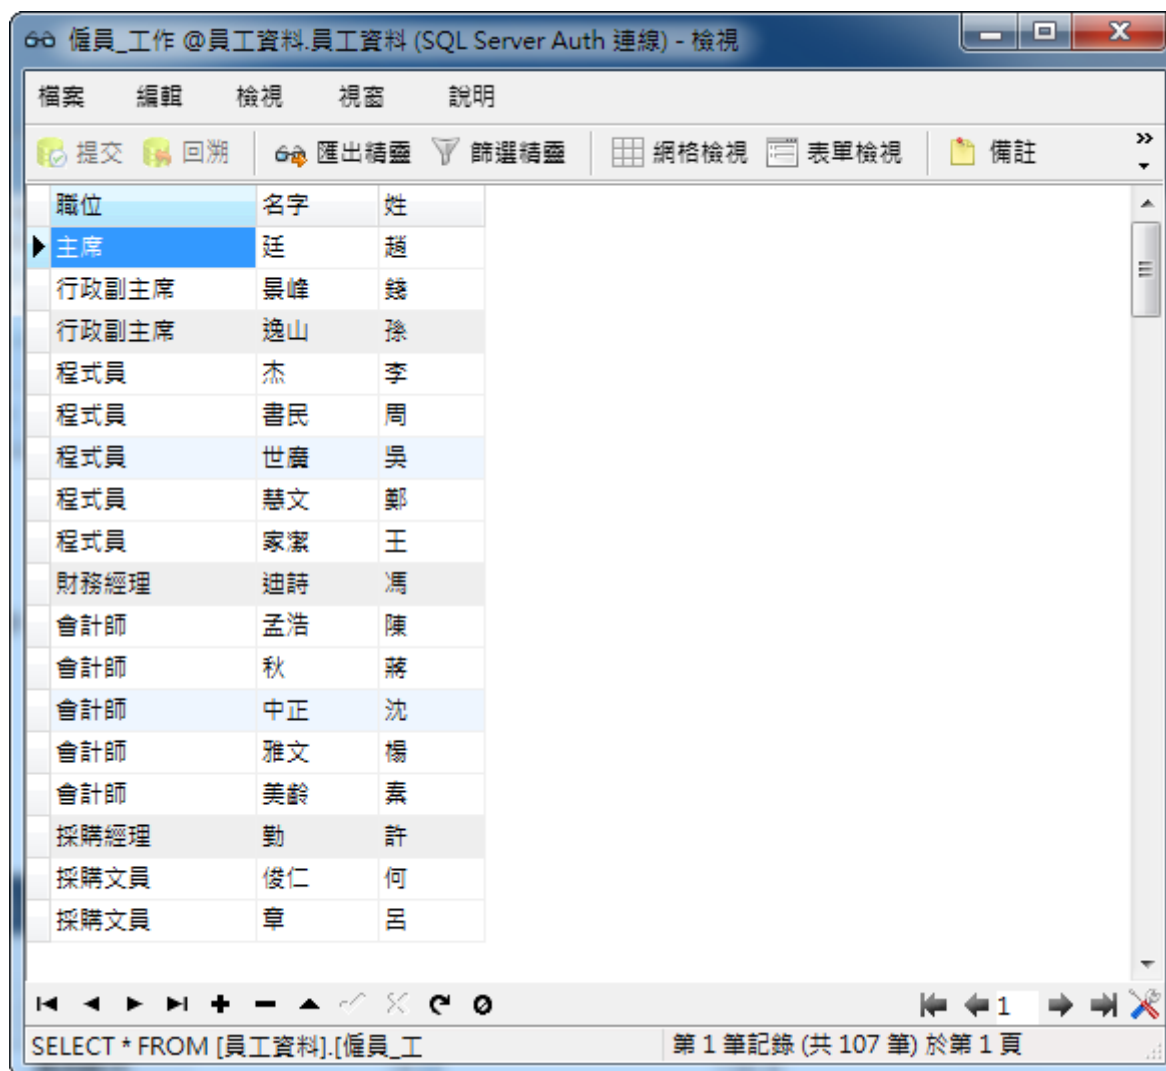 僱員_工作 @員工資料.員工資料 (SQL Server Auth 連線) - 檢視
檔案 編輯 檢視 視窗 說明
提交 回溯 匯出精靈 篩選精靈 網格檢視 表單檢視 備註
職位 名字 姓
主席 廷 趙
行政副主席 景峰 錢
行政副主席 逸山 孫
程式員 杰 李
程式員 書民 周
程式員 世廣 吳
程式員 慧文 鄭
程式員 家潔 王
財務經理 迪詩 馮
會計師 孟浩 陳
會計師 秋 蔣
會計師 中正 沈
會計師 雅文 楊
會計師 美齡 秦
採購經理 勤 許
採購文員 俊仁 何
採購文員 章 呂
1
SELECT * FROM [員工資料].[僱員_工 第 1 筆記錄 (共 107 筆) 於第 1 頁